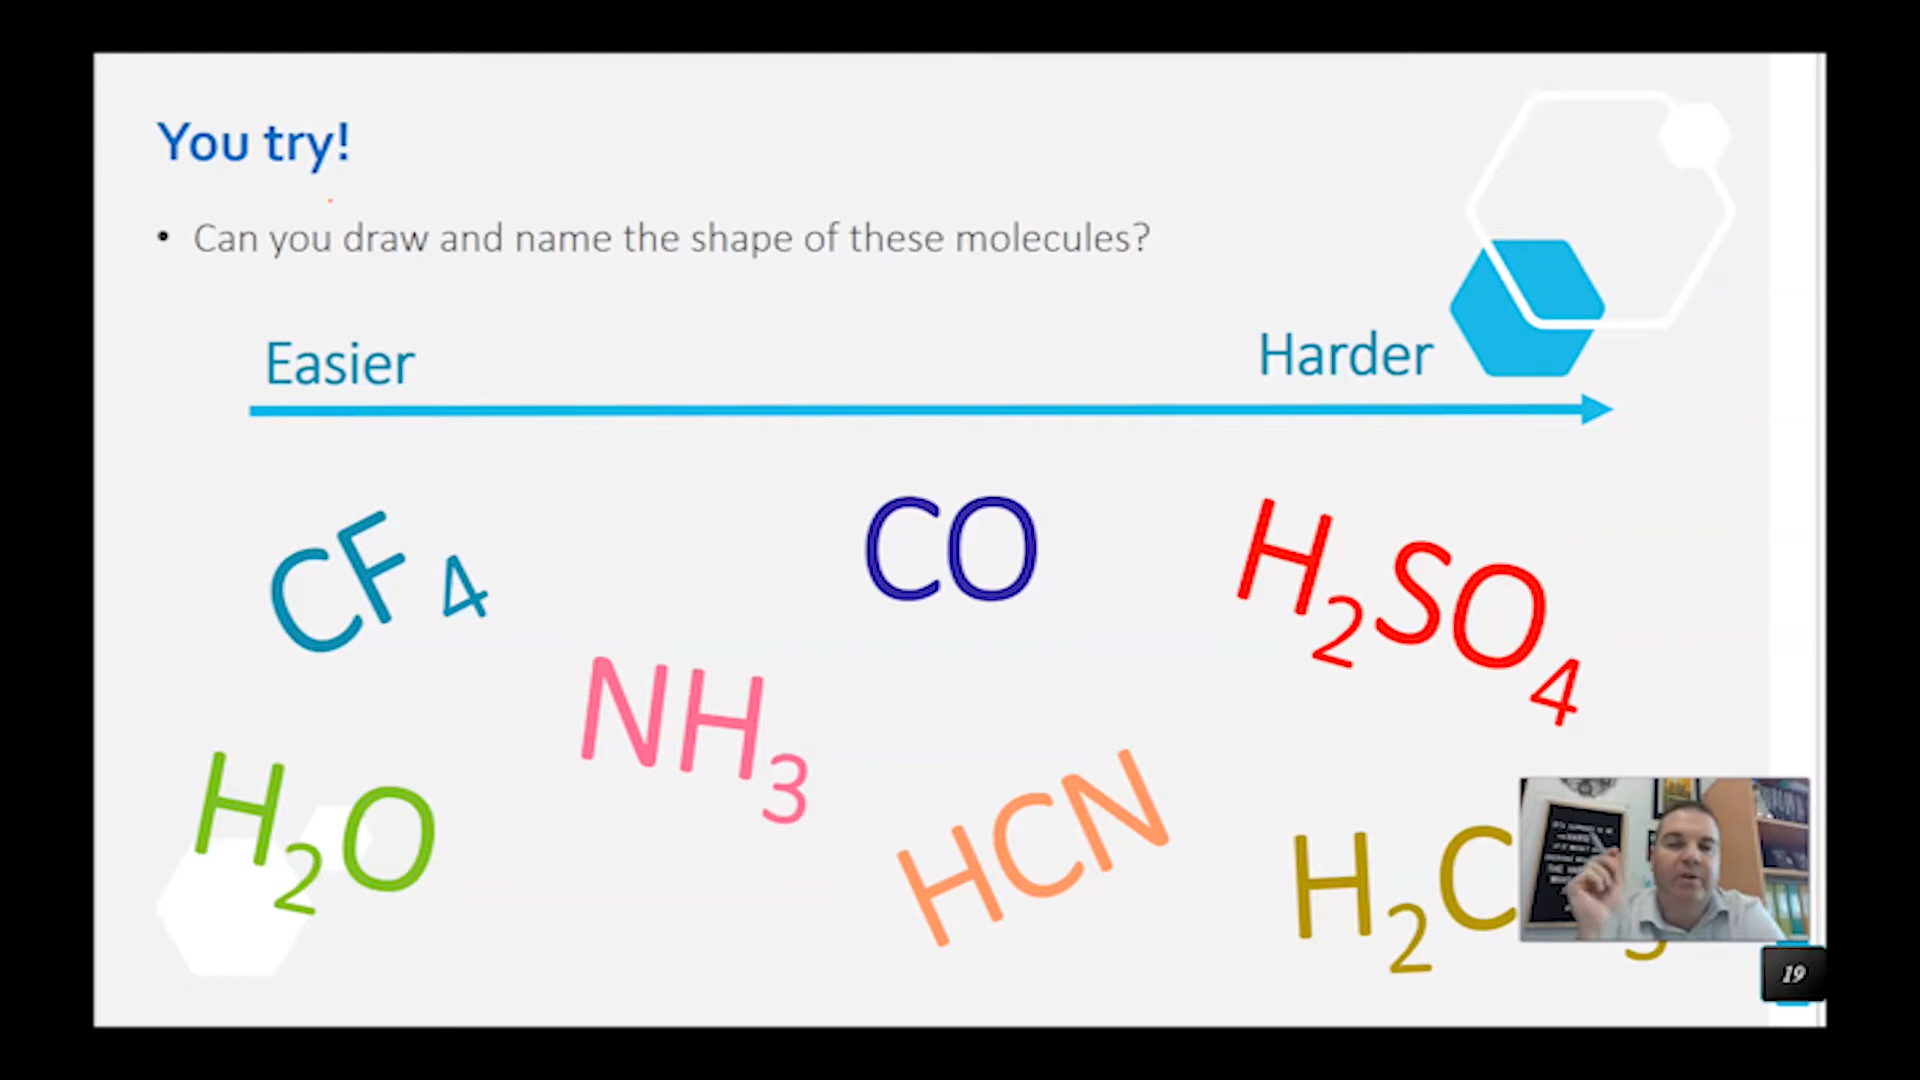 You try!
• Can you draw and name the shape of these molecules?
Easier
Harder
CF4
CO
H2SO4
NH3
H2O
HCN
H2C
19